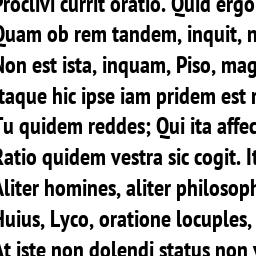 Proclivi currit oratio. Quid ergo
Quam ob rem tandem, inquit, n
Non est ista, inquam, Piso, mag
Itaque hic ipse iam pridem est r
Tu quidem reddes; Qui ita affec
Ratio quidem vestra sic cogit. It
Aliter homines, aliter philosoph
Huius, Lyco, oratione locuples,
At iste non dolendi status non v